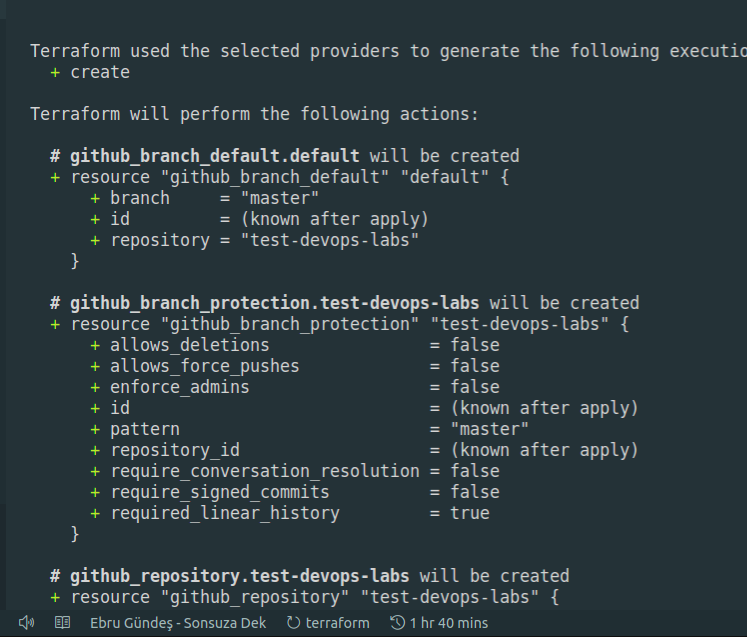 Terraform used the selected providers to generate the following executio
  + create

Terraform will perform the following actions:

  # github_branch_default.default will be created
  + resource "github_branch_default" "default" {
      + branch     = "master"
      + id         = (known after apply)
      + repository = "test-devops-labs"
    }

  # github_branch_protection.test-devops-labs will be created
  + resource "github_branch_protection" "test-devops-labs" {
      + allows_deletions                = false
      + allows_force_pushes             = false
      + enforce_admins                  = false
      + id                              = (known after apply)
      + pattern                         = "master"
      + repository_id                   = (known after apply)
      + require_conversation_resolution = false
      + require_signed_commits          = false
      + required_linear_history         = true
    }

  # github_repository.test-devops-labs will be created
  + resource "github_repository" "test-devops-labs" {
Ebru Gündeş - Sonsuza Dek terraform 1 hr 40 mins